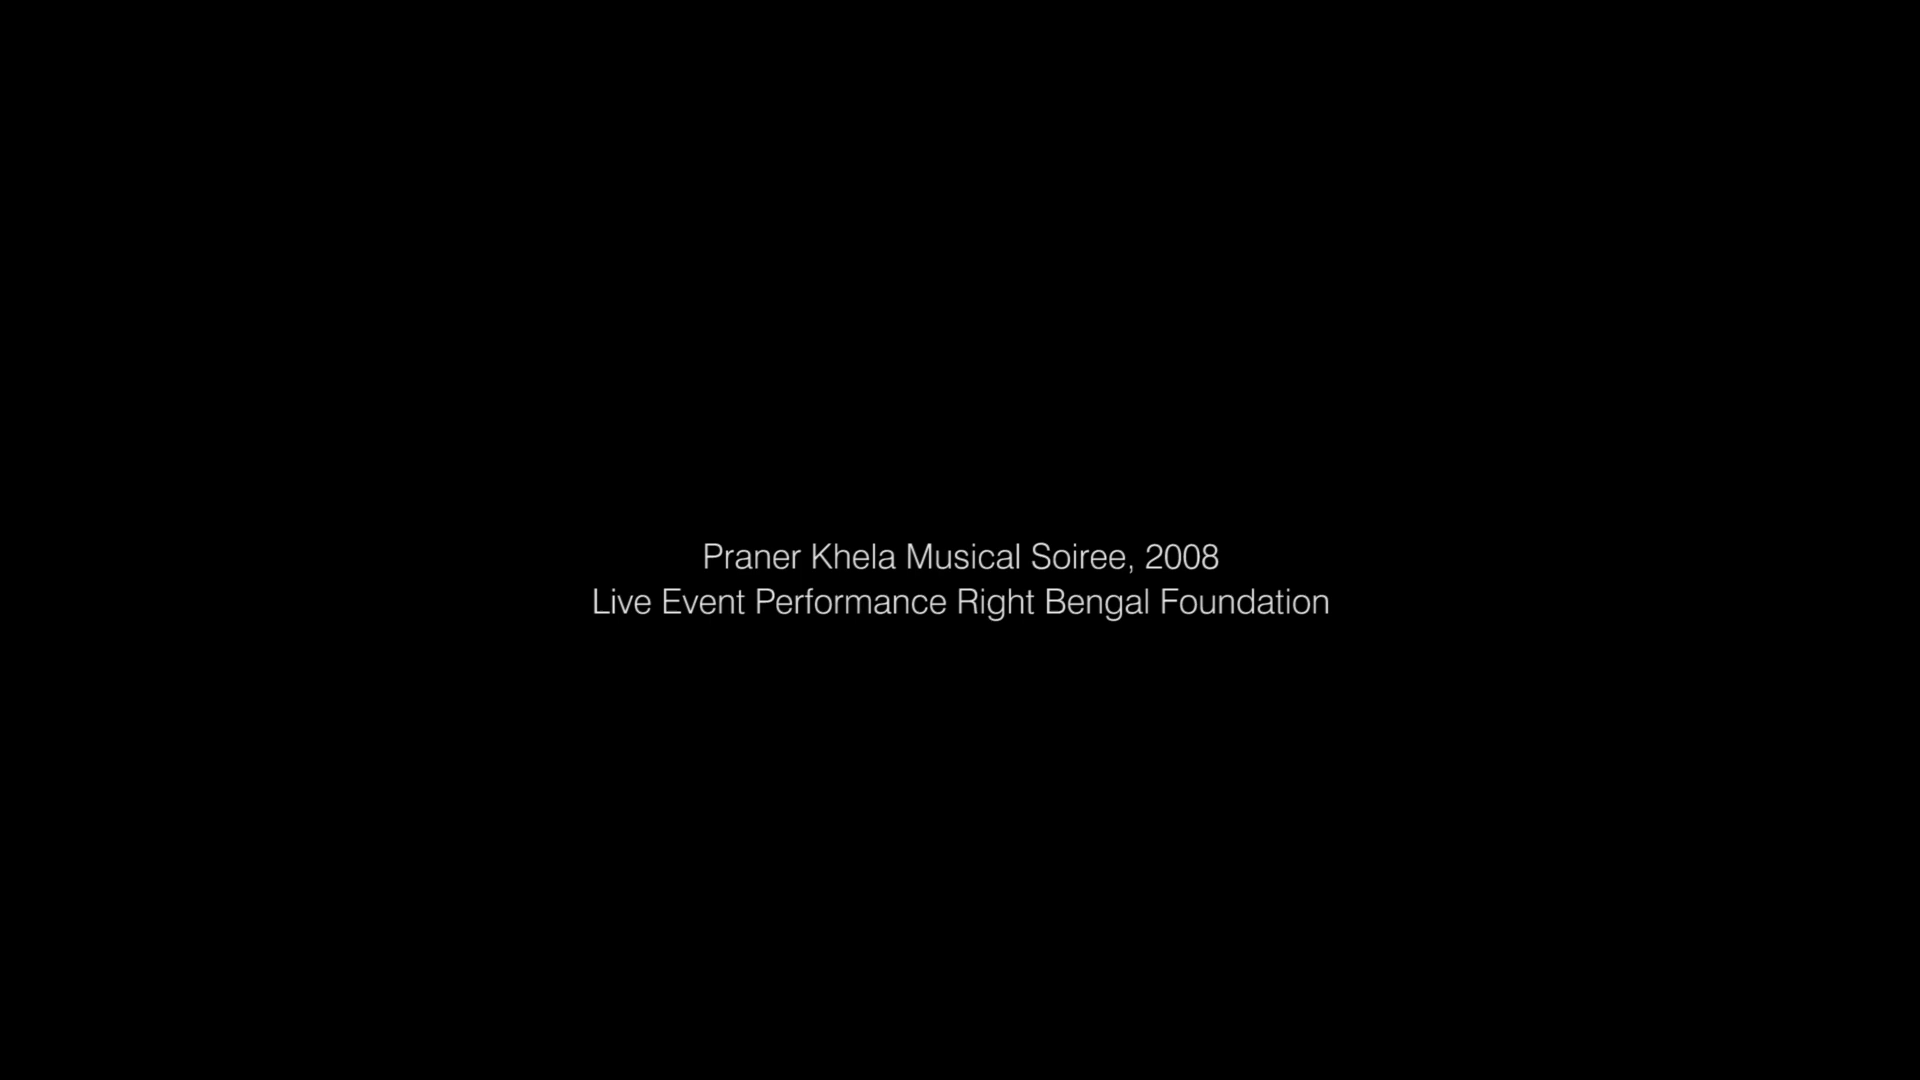 Praner Khela Musical Soiree, 2008
Live Event Performance Right Bengal Foundation